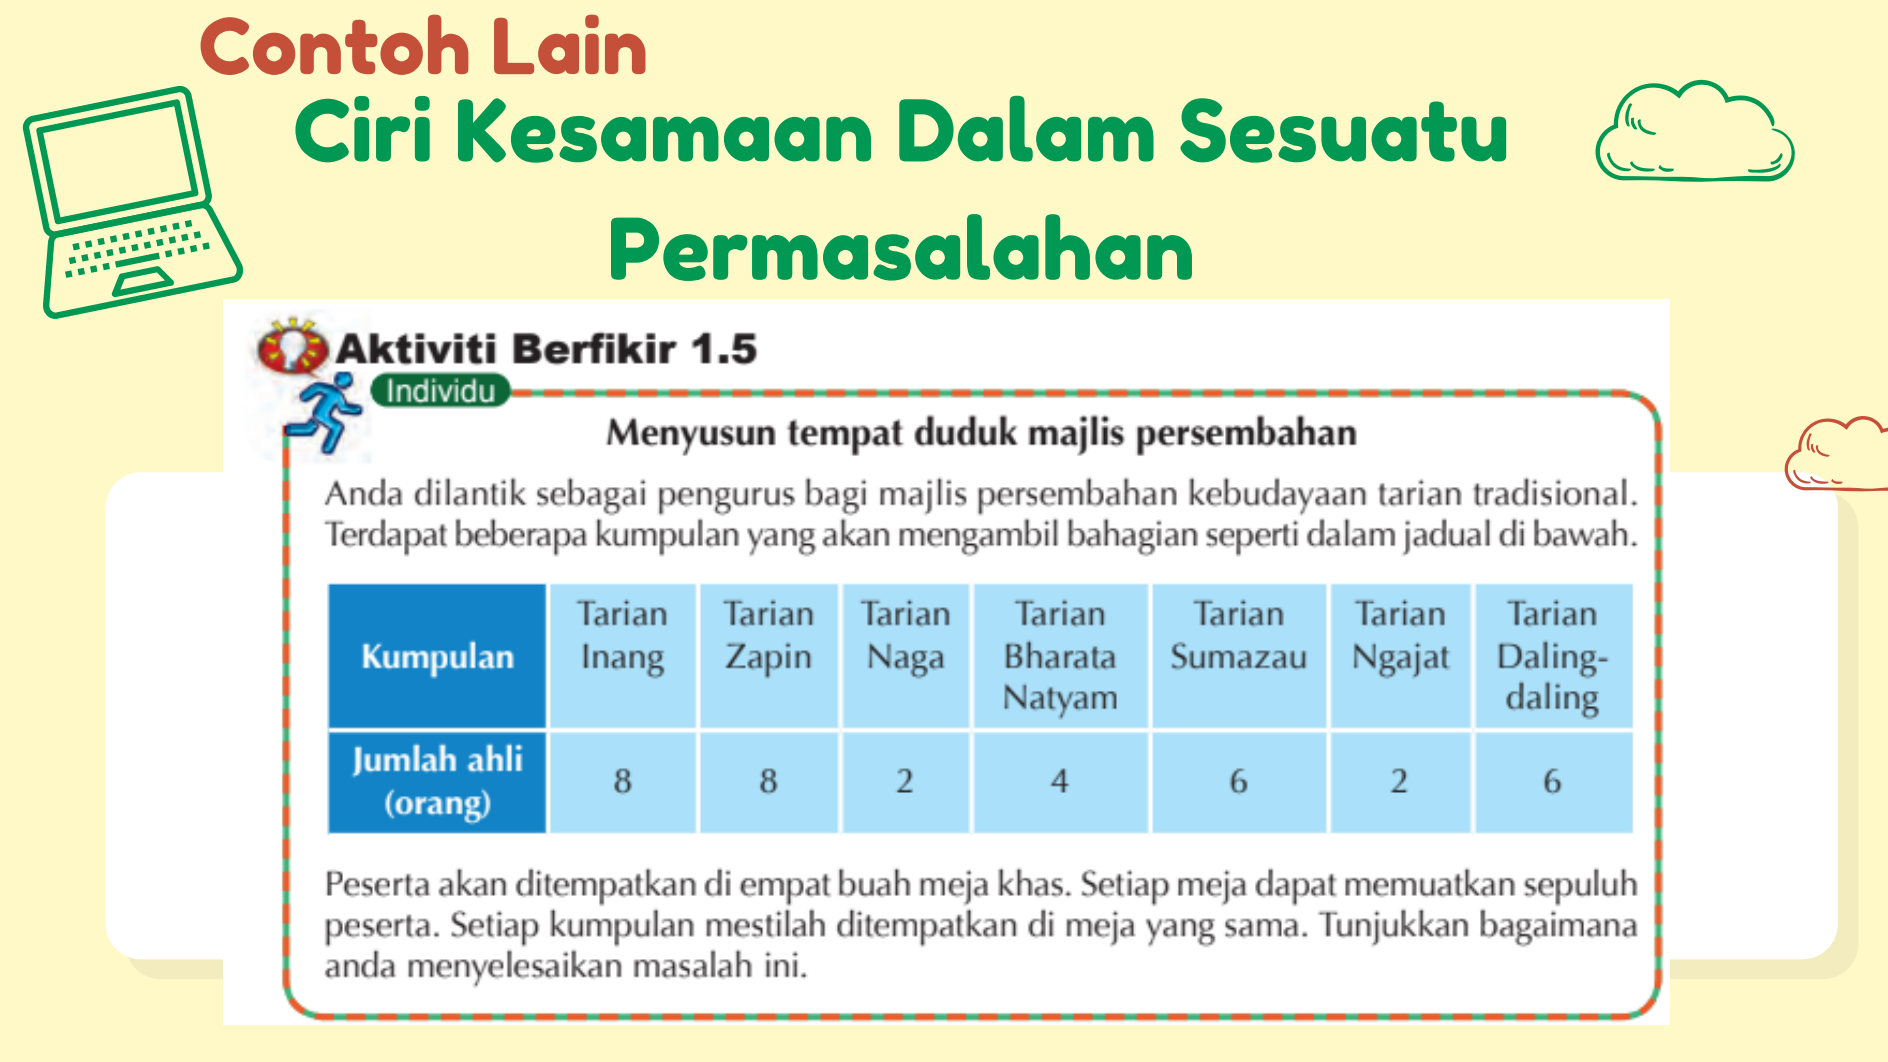 Contoh Lain
Ciri Kesamaan Dalam Sesuatu
Permasalahan
Aktiviti Berfikir 1.5
Individu
Menyusun tempat duduk majlis persembahan
Anda dilantik sebagai pengurus bagi majlis persembahan kebudayaan tarian tradisional.
Terdapat beberapa kumpulan yang akan mengambil bahagian seperti dalam jadual di bawah.
Kumpulan
Tarian
Inang
Tarian
Zapin
Tarian
Naga
Tarian
Bharata
Natyam
Tarian
Sumazau
Tarian
Ngajat
Tarian
Daling-
daling
Jumlah ahli
(orang)
8
8
2
4
6
2
6
Peserta akan ditempatkan di empat buah meja khas. Setiap meja dapat memuatkan sepuluh
peserta. Setiap kumpulan mestilah ditempatkan di meja yang sama. Tunjukkan bagaimana
anda menyelesaikan masalah ini.